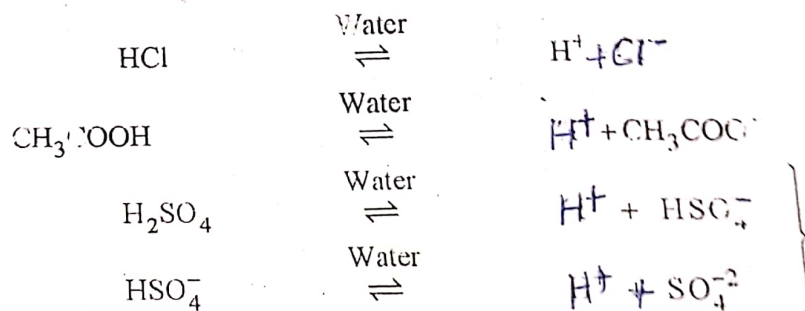 Water
HCl ⇌ H⁺ + Cl⁻
Water
CH₃COOH ⇌ H⁺ + CH₃COO⁻
Water
H₂SO₄ ⇌ H⁺ + HSO₄⁻
Water
HSO₄⁻ ⇌ H⁺ + SO₄⁻²